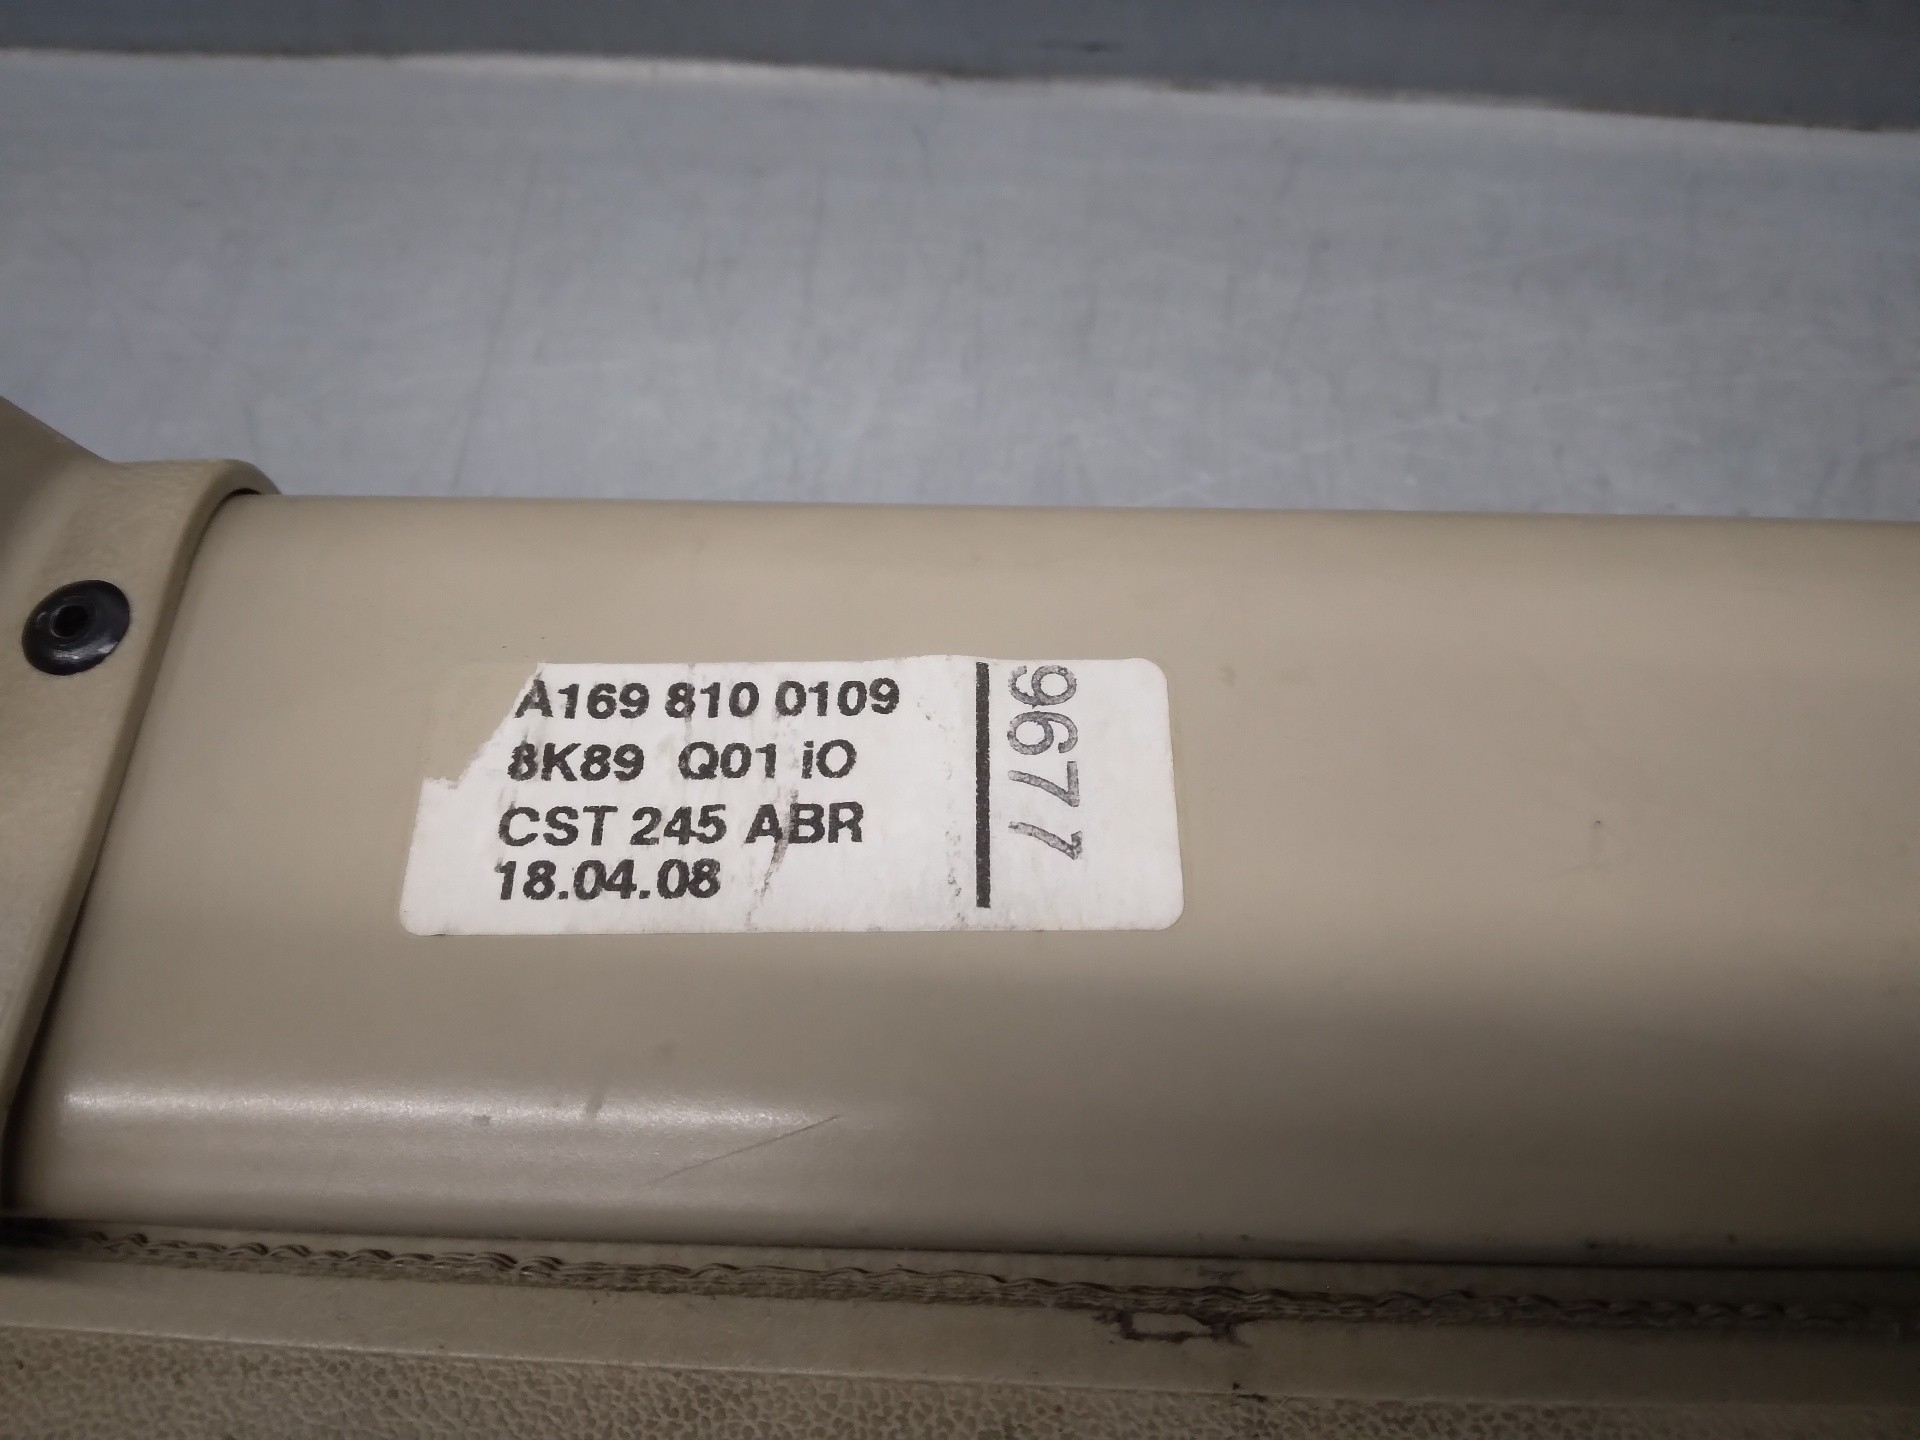 A169 810 0109
8K89 Q01 iO
CST 245 ABR
18.04.08
9677